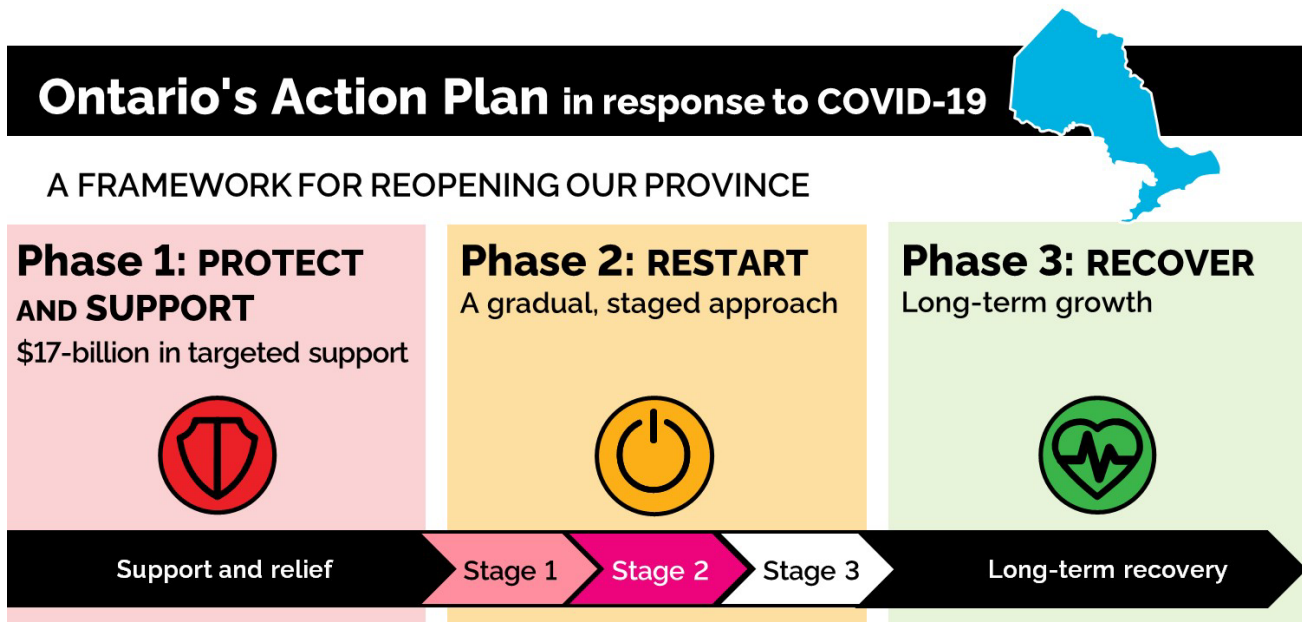 Ontario's Action Plan in response to COVID-19
A FRAMEWORK FOR REOPENING OUR PROVINCE
Phase 1: PROTECT
AND SUPPORT
$17-billion in targeted support
Phase 2: RESTART
A gradual, staged approach
Phase 3: RECOVER
Long-term growth
Support and relief
Stage 1
Stage 2
Stage 3
Long-term recovery